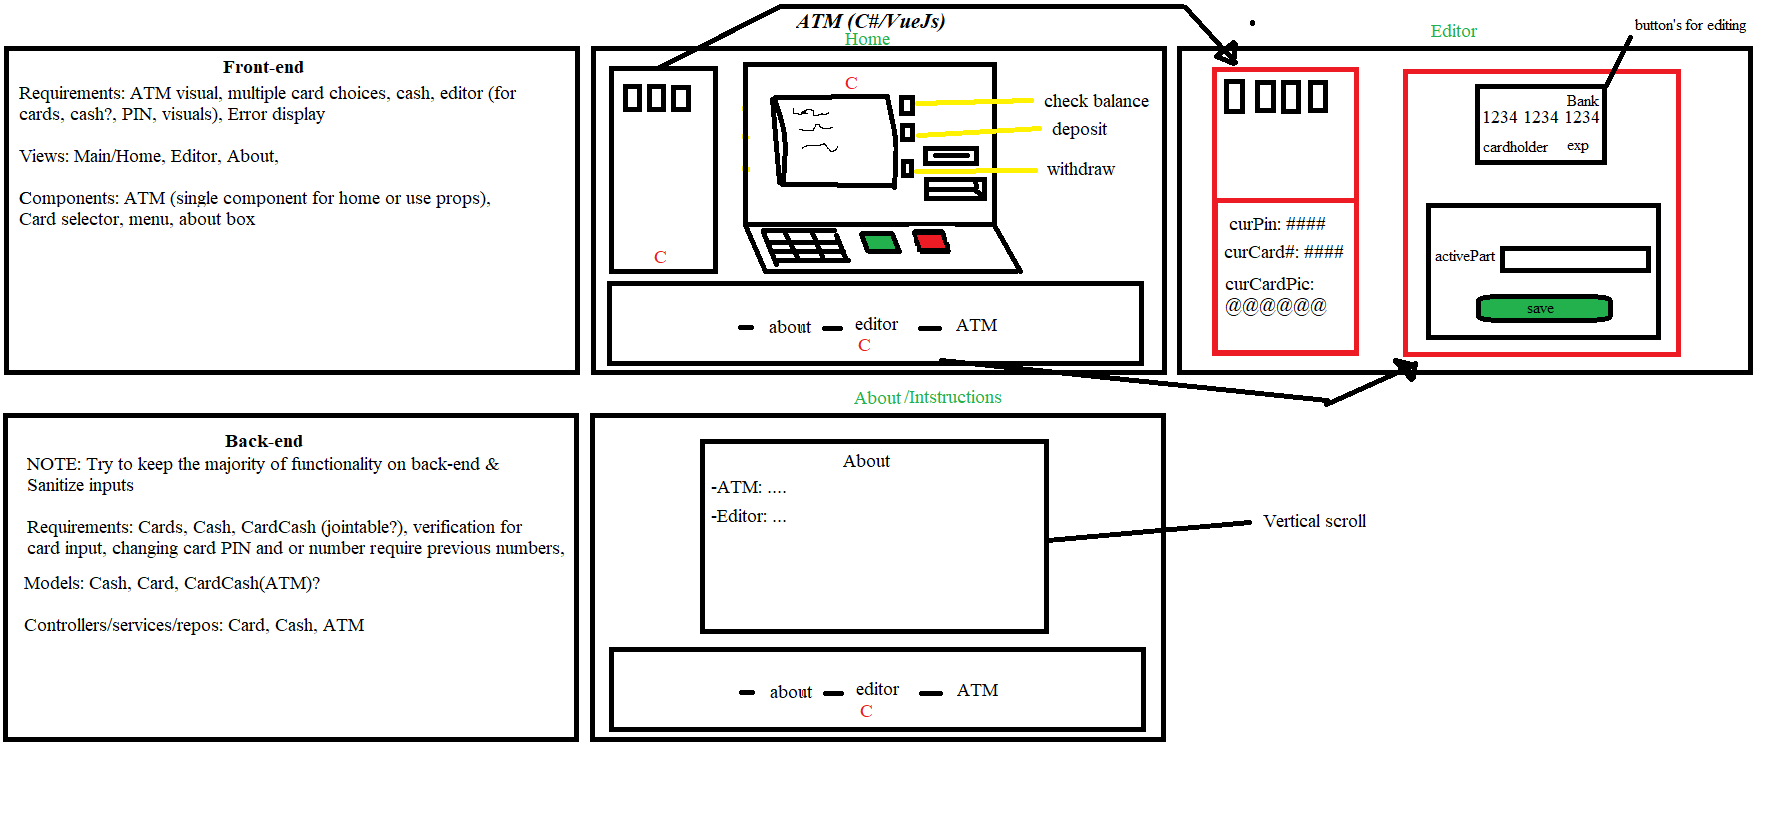 ATM (C#/VueJs)
Front-end
Requirements: ATM visual, multiple card choices, cash, editor (for
cards, cash?, PIN, visuals), Error display
Views: Main/Home, Editor, About,
Components: ATM (single component for home or use props),
Card selector, menu, about box
Home
C
C
check balance
deposit
withdraw
- about - editor - ATM
C
Editor
button's for editing
Bank
1234 1234 1234
cardholder exp
curPin: ####
curCard#: ####
curCardPic:
@@@@@@
activePart
save
Back-end
NOTE: Try to keep the majority of functionality on back-end &
Sanitize inputs
Requirements: Cards, Cash, CardCash (jointable?), verification for
card input, changing card PIN and or number require previous numbers,
Models: Cash, Card, CardCash(ATM)?
Controllers/services/repos: Card, Cash, ATM
About /Intstructions
About
-ATM: ....
-Editor: ...
Vertical scroll
- about - editor - ATM
C